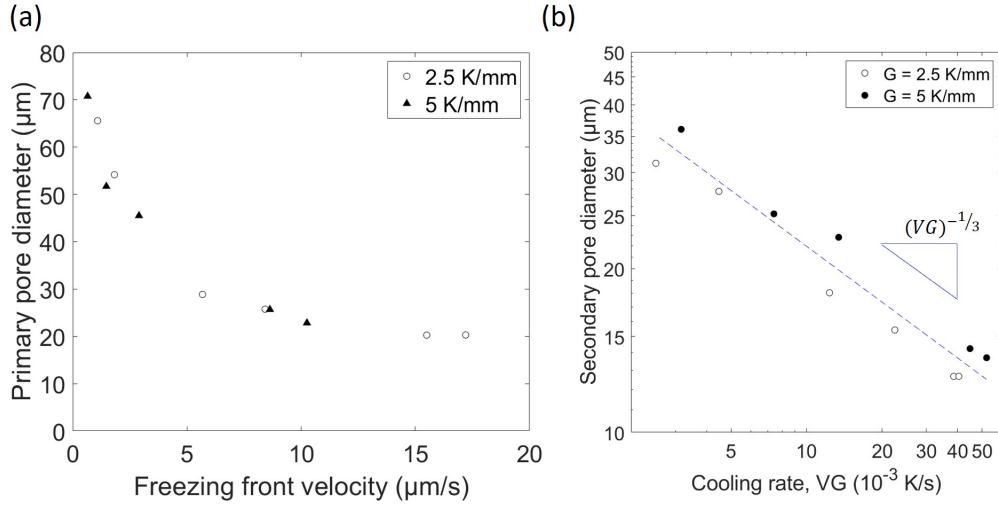 (a)
80
70
60
50
40
30
20
10
0
0 5 10 15 20
Primary pore diameter (µm)
Freezing front velocity (µm/s)
2.5 K/mm
5 K/mm
(b)
50
45
40
35
30
25
20
15
10
5 10 20 30 40 50
Secondary pore diameter (µm)
Cooling rate, VG (10⁻³ K/s)
G = 2.5 K/mm
G = 5 K/mm
(VG)⁻¹/³